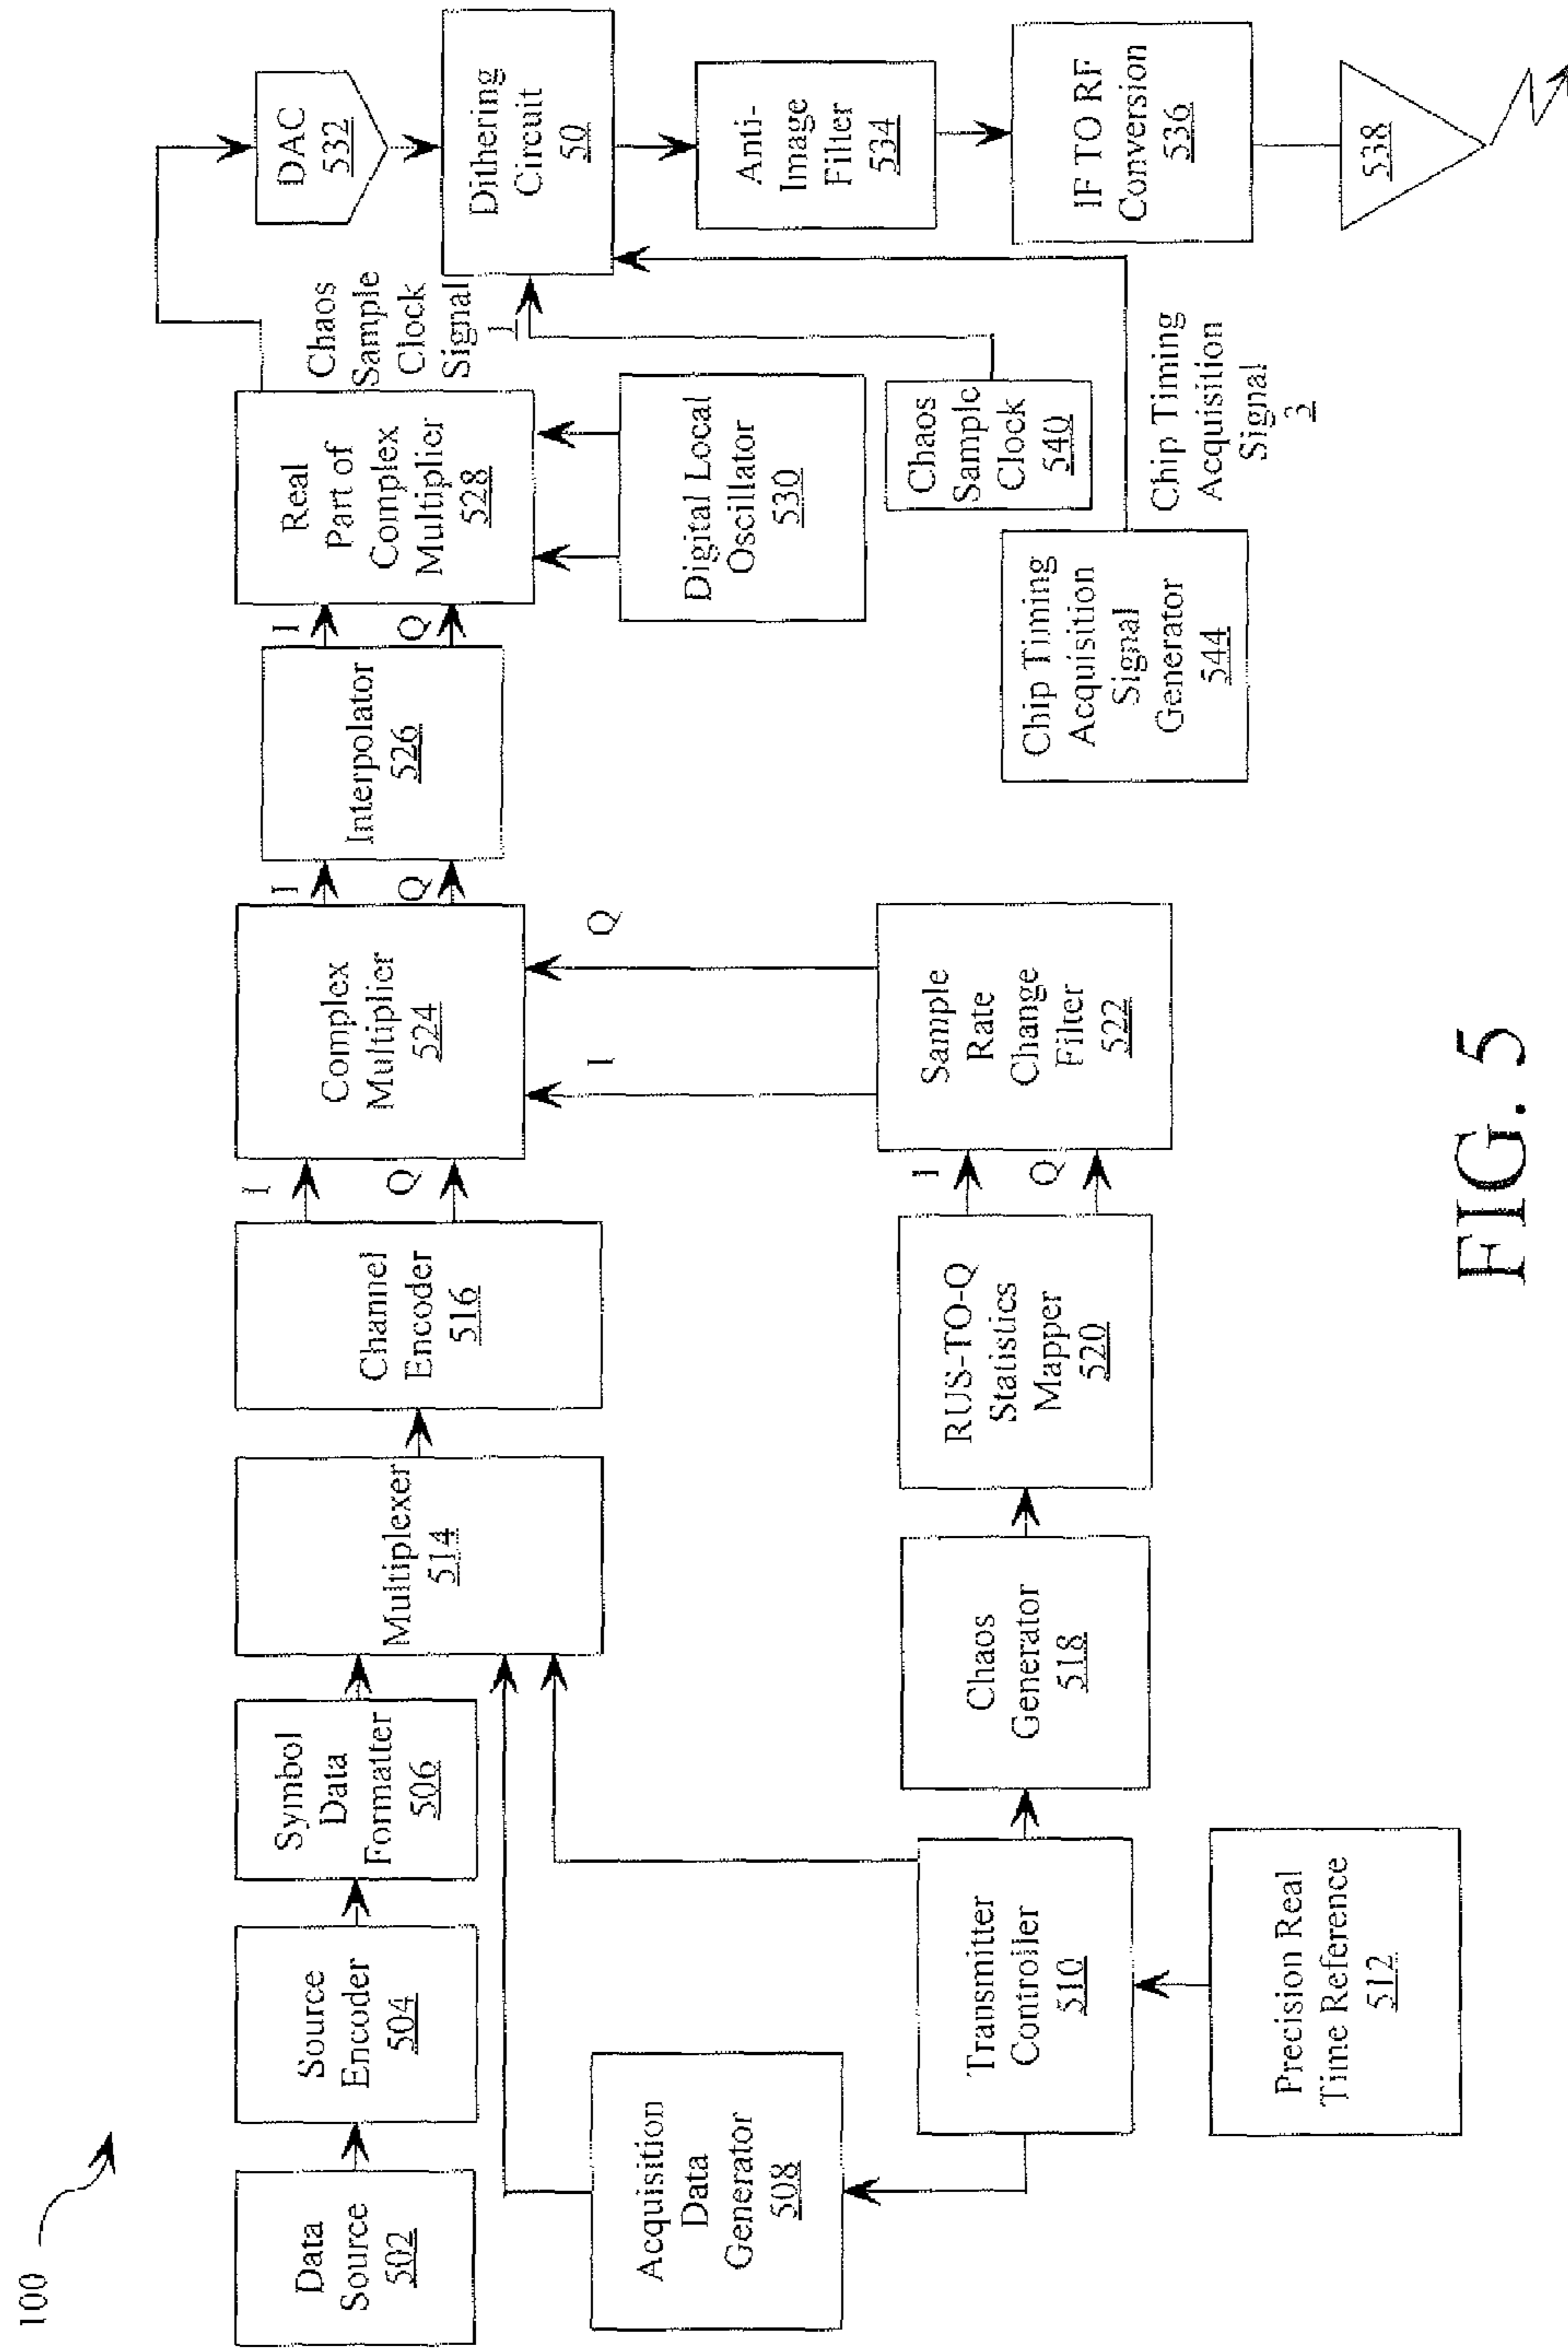 100
Data
Source
502
Source
Encoder
504
Symbol
Data
Formatter
506
Acquisition
Data
Generator
508
Transmitter
Controller
510
Precision Real
Time Reference
512
Multiplexer
514
Channel
Encoder
516
Chaos
Generator
518
RUS-TO-Q
Statistics
Mapper
520
I
Q
Sample
Rate
Change
Filter
522
I
Q
I
Q
Complex
Multiplier
524
I
Q
Interpolator
526
I
Q
Real
Part of
Complex
Multiplier
528
Digital Local
Oscillator
530
Chaos
Sample
Clock
540
Chip Timing
Acquisition
Signal
Generator
544
Chaos
Sample
Clock
Signal
1
Chip Timing
Acquisition
Signal
DAC
532
Dithering
Circuit
50
Anti-
Image
Filter
534
IF TO RF
Conversion
536
538
FIG. 5